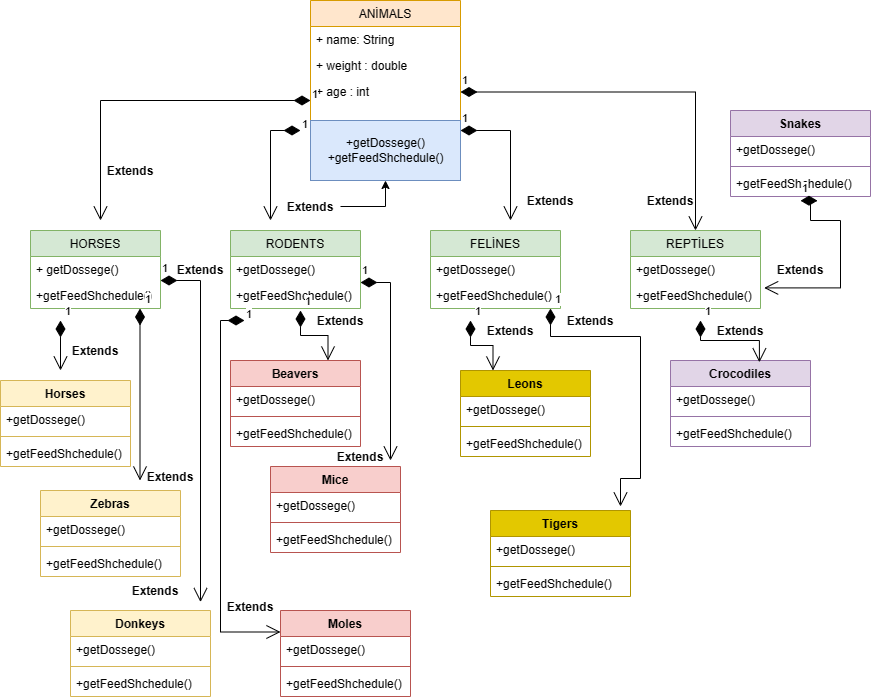 ANİMALS
+ name: String
+ weight : double
+ age : int
1
1
1
1
+getDossege()
+getFeedShchedule()
Extends
Extends
Extends
Extends
Snakes
+getDossege()
+getFeedShchedule()
1
Extends
HORSES
+ getDossege()
+getFeedShchedule()
1
1
1
Extends
RODENTS
+getDossege()
+getFeedShchedule()
1
1
1
FELİNES
+getDossege()
+getFeedShchedule()
1
1
REPTİLES
+getDossege()
+getFeedShchedule()
1
Extends
Extends
Extends
Extends
Extends
Horses
+getDossege()
+getFeedShchedule()
Beavers
+getDossege()
+getFeedShchedule()
Leons
+getDossege()
+getFeedShchedule()
Crocodiles
+getDossege()
+getFeedShchedule()
Extends
Extends
Mice
+getDossege()
+getFeedShchedule()
Zebras
+getDossege()
+getFeedShchedule()
Tigers
+getDossege()
+getFeedShchedule()
Extends
Extends
Donkeys
+getDossege()
+getFeedShchedule()
Moles
+getDossege()
+getFeedShchedule()